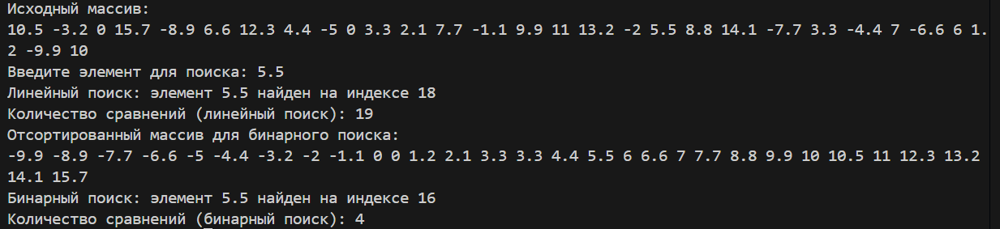 Исходный массив:
10.5 -3.2 0 15.7 -8.9 6.6 12.3 4.4 -5 0 3.3 2.1 7.7 -1.1 9.9 11 13.2 -2 5.5 8.8 14.1 -7.7 3.3 -4.4 7 -6.6 6 1.
2 -9.9 10
Введите элемент для поиска: 5.5
Линейный поиск: элемент 5.5 найден на индексе 18
Количество сравнений (линейный поиск): 19
Отсортированный массив для бинарного поиска:
-9.9 -8.9 -7.7 -6.6 -5 -4.4 -3.2 -2 -1.1 0 0 1.2 2.1 3.3 3.3 4.4 5.5 6 6.6 7 7.7 8.8 9.9 10 10.5 11 12.3 13.2
14.1 15.7
Бинарный поиск: элемент 5.5 найден на индексе 16
Количество сравнений (бинарный поиск): 4